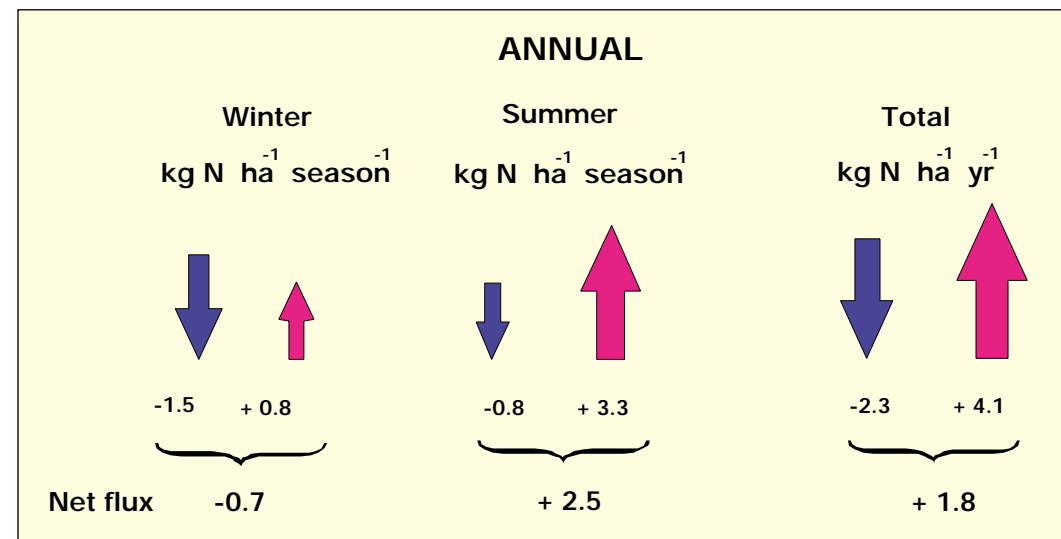 ANNUAL
Winter Summer Total
kg N ha-1 season-1 kg N ha-1 season-1 kg N ha-1 yr-1
-1.5 + 0.8 -0.8 + 3.3 -2.3 + 4.1
Net flux -0.7 + 2.5 + 1.8